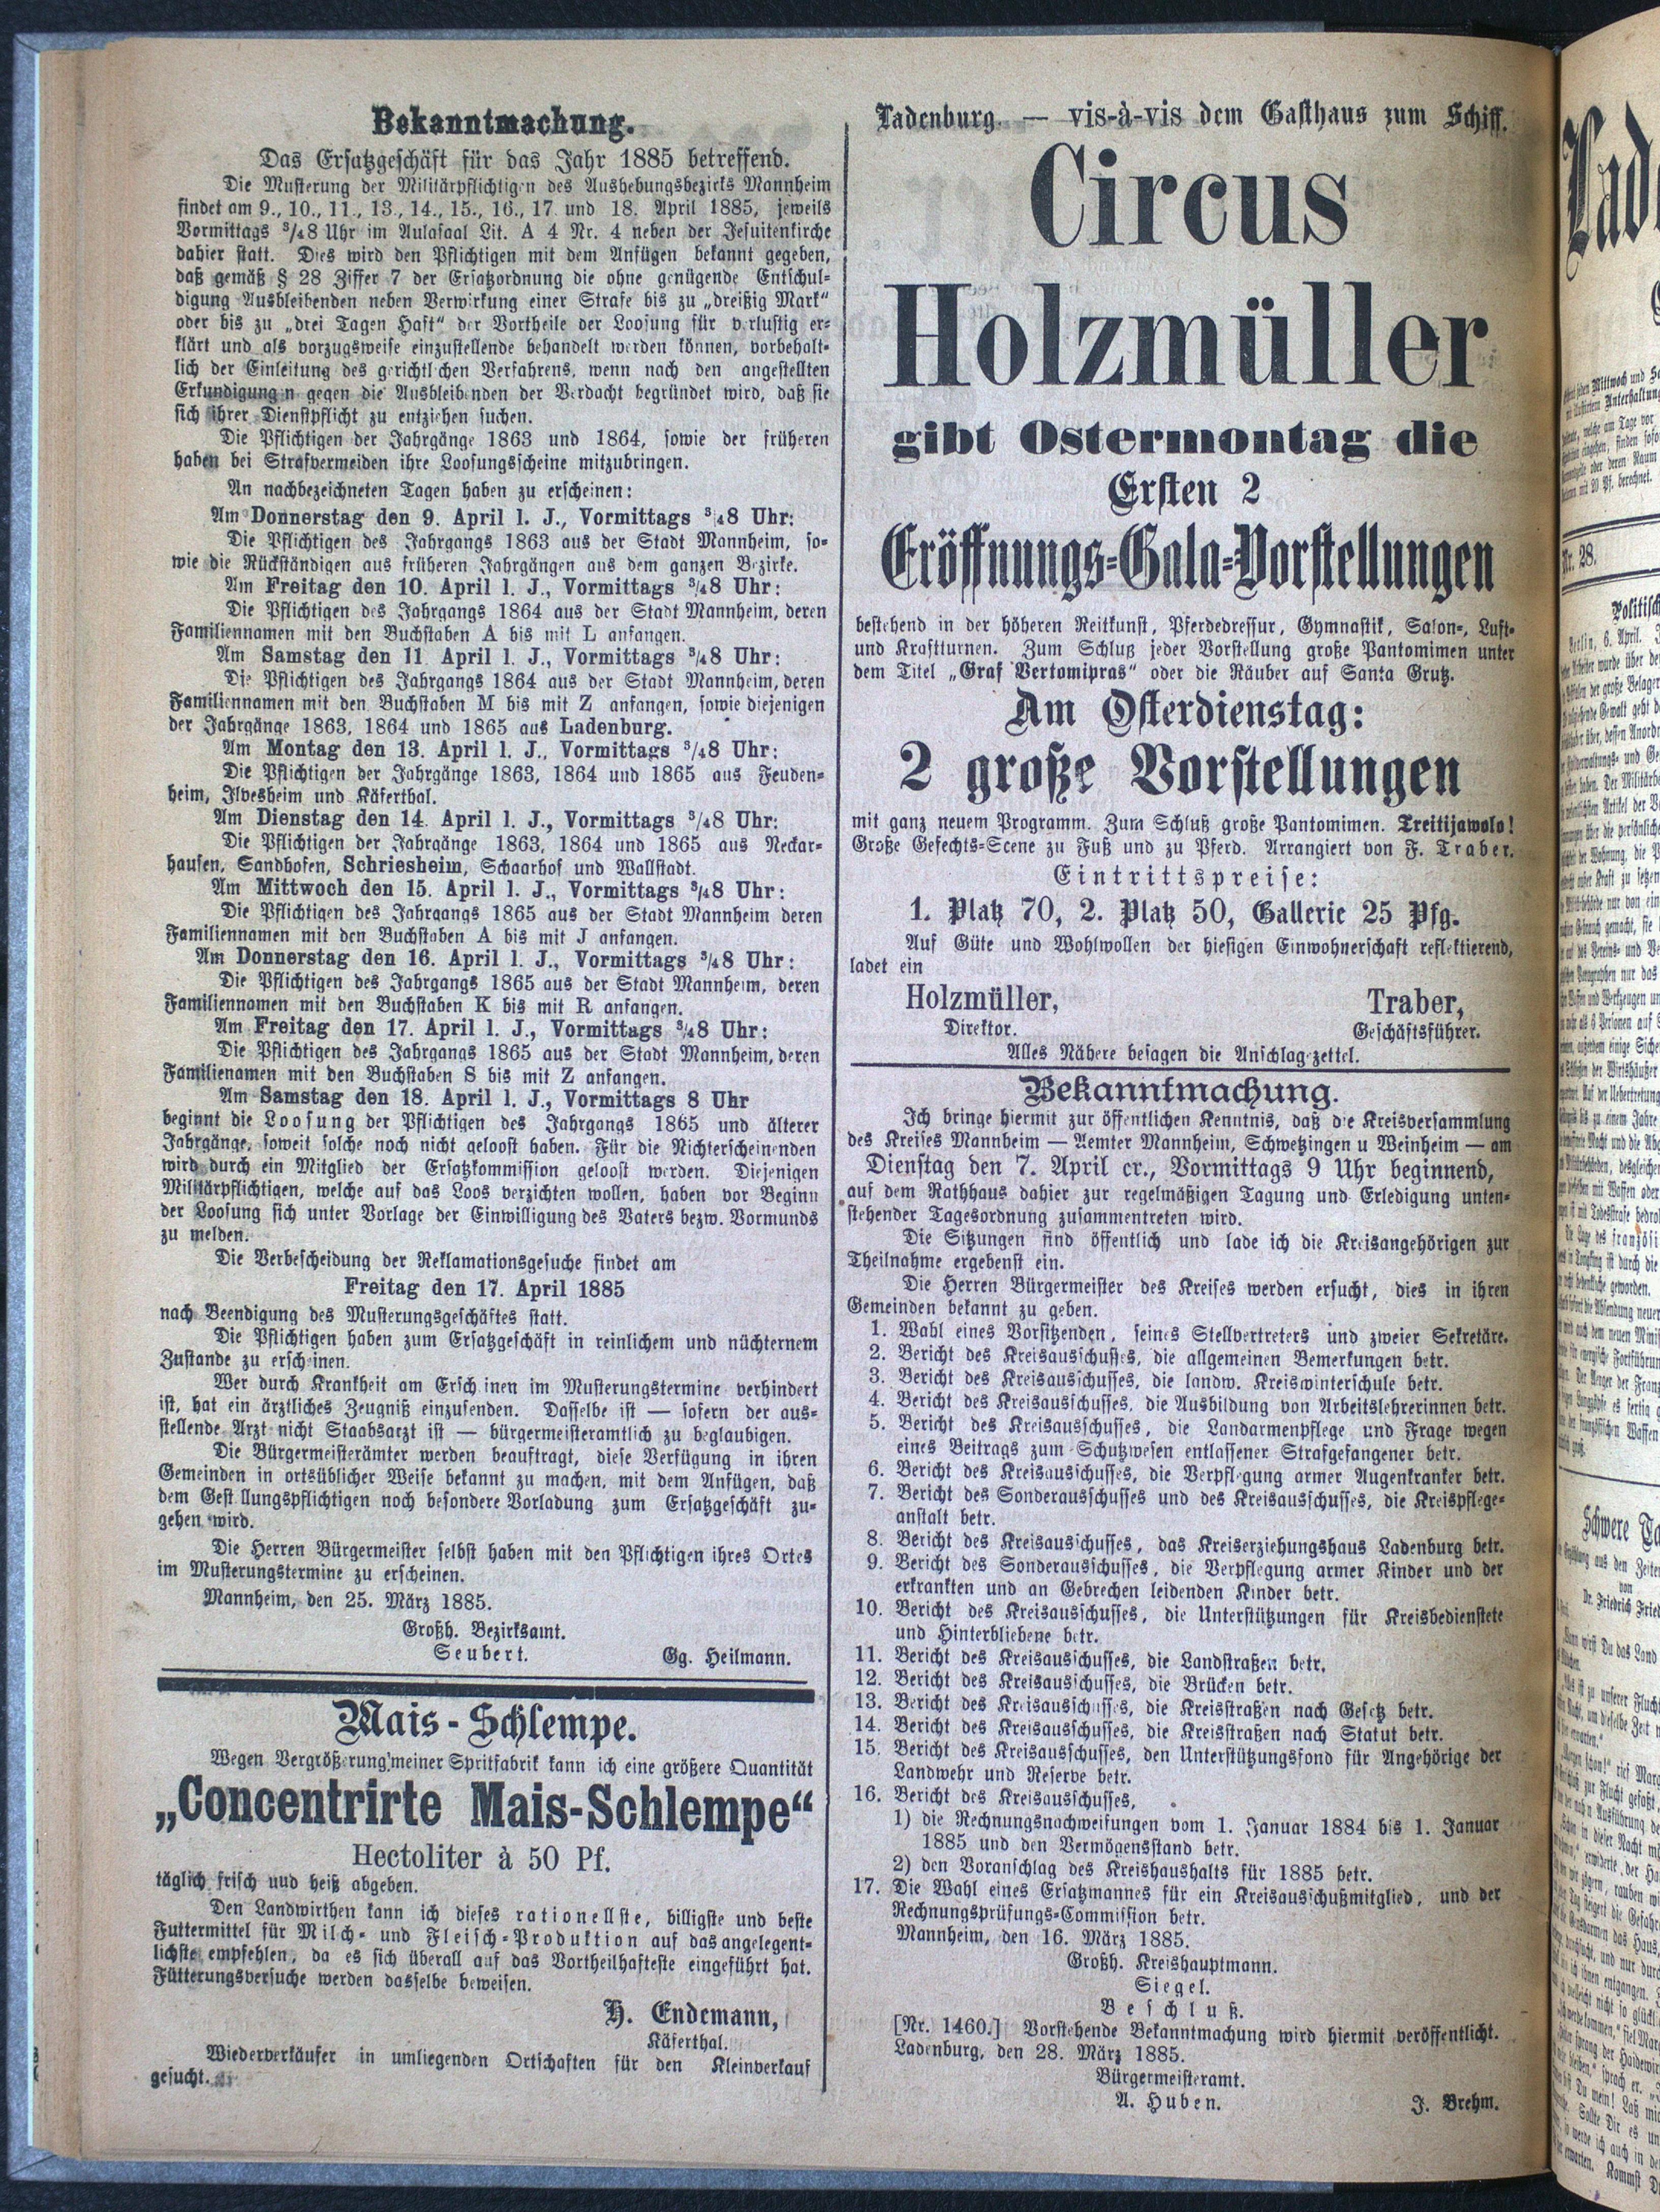 Bekanntmachung.
Das Ersatzgeschäft für das Jahr 1885 betreffend.
Die Musterung der Militärpflichtigen des Aushebungsbezirks Mannheim
findet am 9., 10., 11., 13., 14., 15., 16., 17. und 18. April 1885, jeweils
Vormittags ³/₄8 Uhr im Aulasaal Lit. A 4 Nr. 4 neben der Jesuitenkirche
dahier statt. Dies wird den Pflichtigen mit dem Anfügen bekannt gegeben,
daß gemäß § 28 Ziffer 7 der Ersatzordnung die ohne genügende Entschul-
digung Ausbleibenden neben Verwirkung einer Strafe bis zu „dreißig Mark“
oder bis zu „drei Tagen Haft“ der Vortheile der Loosung für verlustig er-
klärt und als vorzugsweise einzustellende behandelt werden können, vorbehalt-
lich der Einleitung des gerichtlichen Verfahrens, wenn nach den angestellten
Erkundigungen gegen die Ausbleibenden der Verdacht begründet wird, daß sie
sich ihrer Dienstpflicht zu entziehen suchen.
Die Pflichtigen der Jahrgänge 1863 und 1864, sowie der früheren
haben bei Strafvermeiden ihre Loosungsscheine mitzubringen.
An nachbezeichneten Tagen haben zu erscheinen:
Am Donnerstag den 9. April l. J., Vormittags ³/₄8 Uhr:
Die Pflichtigen des Jahrgangs 1863 aus der Stadt Mannheim, so-
wie die Rückständigen aus früheren Jahrgängen aus dem ganzen Bezirke.
Am Freitag den 10. April l. J., Vormittags ³/₄8 Uhr:
Die Pflichtigen des Jahrgangs 1864 aus der Stadt Mannheim, deren
Familiennamen mit den Buchstaben A bis mit L anfangen.
Am Samstag den 11 April l. J., Vormittags ³/₄8 Uhr:
Die Pflichtigen des Jahrgangs 1864 aus der Stadt Mannheim, deren
Familiennamen mit den Buchstaben M bis mit Z anfangen, sowie diejenigen
der Jahrgänge 1863, 1864 und 1865 aus Ladenburg.
Am Montag den 13. April l. J., Vormittags ³/₄8 Uhr:
Die Pflichtigen der Jahrgänge 1863, 1864 und 1865 aus Feuden-
heim, Ilvesheim und Käferthal.
Am Dienstag den 14. April l. J., Vormittags ³/₄8 Uhr:
Die Pflichtigen der Jahrgänge 1863, 1864 und 1865 aus Neckar-
hausen, Sandhofen, Schriesheim, Schaarhof und Wallstadt.
Am Mittwoch den 15. April l. J., Vormittags ³/₄8 Uhr:
Die Pflichtigen des Jahrgangs 1865 aus der Stadt Mannheim deren
Familiennamen mit den Buchstaben A bis mit J anfangen.
Am Donnerstag den 16. April l. J., Vormittags ³/₄8 Uhr:
Die Pflichtigen des Jahrgangs 1865 aus der Stadt Mannheim, deren
Familiennamen mit den Buchstaben K bis mit R anfangen.
Am Freitag den 17. April l. J., Vormittags ³/₄8 Uhr:
Die Pflichtigen des Jahrgangs 1865 aus der Stadt Mannheim, deren
Familienamen mit den Buchstaben S bis mit Z anfangen.
Am Samstag den 18. April l. J., Vormittags 8 Uhr
beginnt die Loosung der Pflichtigen des Jahrgangs 1865 und älterer
Jahrgänge, soweit solche noch nicht geloost haben. Für die Nichterscheinenden
wird durch ein Mitglied der Ersatzkommission geloost werden. Diejenigen
Militärpflichtigen, welche auf das Loos verzichten wollen, haben vor Beginn
der Loosung sich unter Vorlage der Einwilligung des Vaters bezw. Vormunds
zu melden.
Die Verbescheidung der Reklamationsgesuche findet am
Freitag den 17. April 1885
nach Beendigung des Musterungsgeschäftes statt.
Die Pflichtigen haben zum Ersatzgeschäft in reinlichem und nüchternem
Zustande zu erscheinen.
Wer durch Krankheit am Erscheinen im Musterungstermine verhindert
ist, hat ein ärztliches Zeugniß einzusenden. Dasselbe ist — sofern der aus-
stellende Arzt nicht Staabsarzt ist — bürgermeisteramtlich zu beglaubigen.
Die Bürgermeisterämter werden beauftragt, diese Verfügung in ihren
Gemeinden in ortsüblicher Weise bekannt zu machen, mit dem Anfügen, daß
dem Gestellungspflichtigen noch besondere Vorladung zum Ersatzgeschäft zu-
gehen wird.
Die Herren Bürgermeister selbst haben mit den Pflichtigen ihres Ortes
im Musterungstermine zu erscheinen.
Mannheim, den 25. März 1885.
Großh. Bezirksamt.
Seubert. Gg. Heilmann.
Mais-Schlempe.
Wegen Vergrößerung meiner Spritfabrik kann ich eine größere Quantität
„Concentrirte Mais-Schlempe“
Hectoliter à 50 Pf.
täglich frisch und heiß abgeben.
Den Landwirthen kann ich dieses rationellste, billigste und beste
Futtermittel für Milch- und Fleisch-Produktion auf das angelegent-
lichste empfehlen, da es sich überall auf das Vortheilhafteste eingeführt hat.
Fütterungsversuche werden dasselbe beweisen.
H. Endemann,
Käferthal.
Wiederverkäufer in umliegenden Ortschaften für den Kleinverkauf
gesucht.
Ladenburg. — vis-à-vis dem Gasthaus zum Schiff.
Circus
Holzmüller
gibt Ostermontag die
Ersten 2
Eröffnungs-Gala-Vorstellungen
bestehend in der höheren Reitkunst, Pferdedressur, Gymnastik, Salon-, Luft-
und Kraftturnen. Zum Schluß jeder Vorstellung große Pantomimen unter
dem Titel „Graf Vertomipras“ oder die Räuber auf Santa Grutz.
Am Osterdienstag:
2 große Vorstellungen
mit ganz neuem Programm. Zum Schluß große Pantomimen. Treitijawolo!
Große Gefechts-Scene zu Fuß und zu Pferd. Arrangiert von F. Traber.
Eintrittspreise:
1. Platz 70, 2. Platz 50, Gallerie 25 Pfg.
Auf Güte und Wohlwollen der hiesigen Einwohnerschaft reflektierend,
ladet ein
Holzmüller, Traber,
Direktor. Geschäftsführer.
Alles Nähere besagen die Anschlagzettel.
Bekanntmachung.
Ich bringe hiermit zur öffentlichen Kenntnis, daß die Kreisversammlung
des Kreises Mannheim — Aemter Mannheim, Schwetzingen u Weinheim — am
Dienstag den 7. April cr., Vormittags 9 Uhr beginnend,
auf dem Rathhaus dahier zur regelmäßigen Tagung und Erledigung unten-
stehender Tagesordnung zusammentreten wird.
Die Sitzungen sind öffentlich und lade ich die Kreisangehörigen zur
Theilnahme ergebenst ein.
Die Herren Bürgermeister des Kreises werden ersucht, dies in ihren
Gemeinden bekannt zu geben.
1. Wahl eines Vorsitzenden, seines Stellvertreters und zweier Sekretäre.
2. Bericht des Kreisausschusses, die allgemeinen Bemerkungen betr.
3. Bericht des Kreisausschusses, die landw. Kreiswinterschule betr.
4. Bericht des Kreisausschusses, die Ausbildung von Arbeitslehrerinnen betr.
5. Bericht des Kreisausschusses, die Landarmenpflege und Frage wegen
eines Beitrags zum Schutzwesen entlassener Strafgefangener betr.
6. Bericht des Kreisausschusses, die Verpflegung armer Augenkranker betr.
7. Bericht des Sonderausschusses und des Kreisausschusses, die Kreispflege-
anstalt betr.
8. Bericht des Kreisausschusses, das Kreiserziehungshaus Ladenburg betr.
9. Bericht des Sonderausschusses, die Verpflegung armer Kinder und der
erkrankten und an Gebrechen leidenden Kinder betr.
10. Bericht des Kreisausschusses, die Unterstützungen für Kreisbedienstete
und Hinterbliebene betr.
11. Bericht des Kreisausschusses, die Landstraßen betr.
12. Bericht des Kreisausschusses, die Brücken betr.
13. Bericht des Kreisausschusses, die Kreisstraßen nach Gesetz betr.
14. Bericht des Kreisausschusses, die Kreisstraßen nach Statut betr.
15. Bericht des Kreisausschusses, den Unterstützungsfond für Angehörige der
Landwehr und Reserve betr.
16. Bericht des Kreisausschusses,
1) die Rechnungsnachweisungen vom 1. Januar 1884 bis 1. Januar
1885 und den Vermögensstand betr.
2) den Voranschlag des Kreishaushalts für 1885 betr.
17. Die Wahl eines Ersatzmannes für ein Kreisausschußmitglied, und der
Rechnungsprüfungs-Commission betr.
Mannheim, den 16. März 1885.
Großh. Kreishauptmann.
Siegel.
Beschluß.
[Nr. 1460.] Vorstehende Bekanntmachung wird hiermit veröffentlicht.
Ladenburg, den 28. März 1885.
Bürgermeisteramt.
A. Huben. J. Brehm.
Nr. 28.